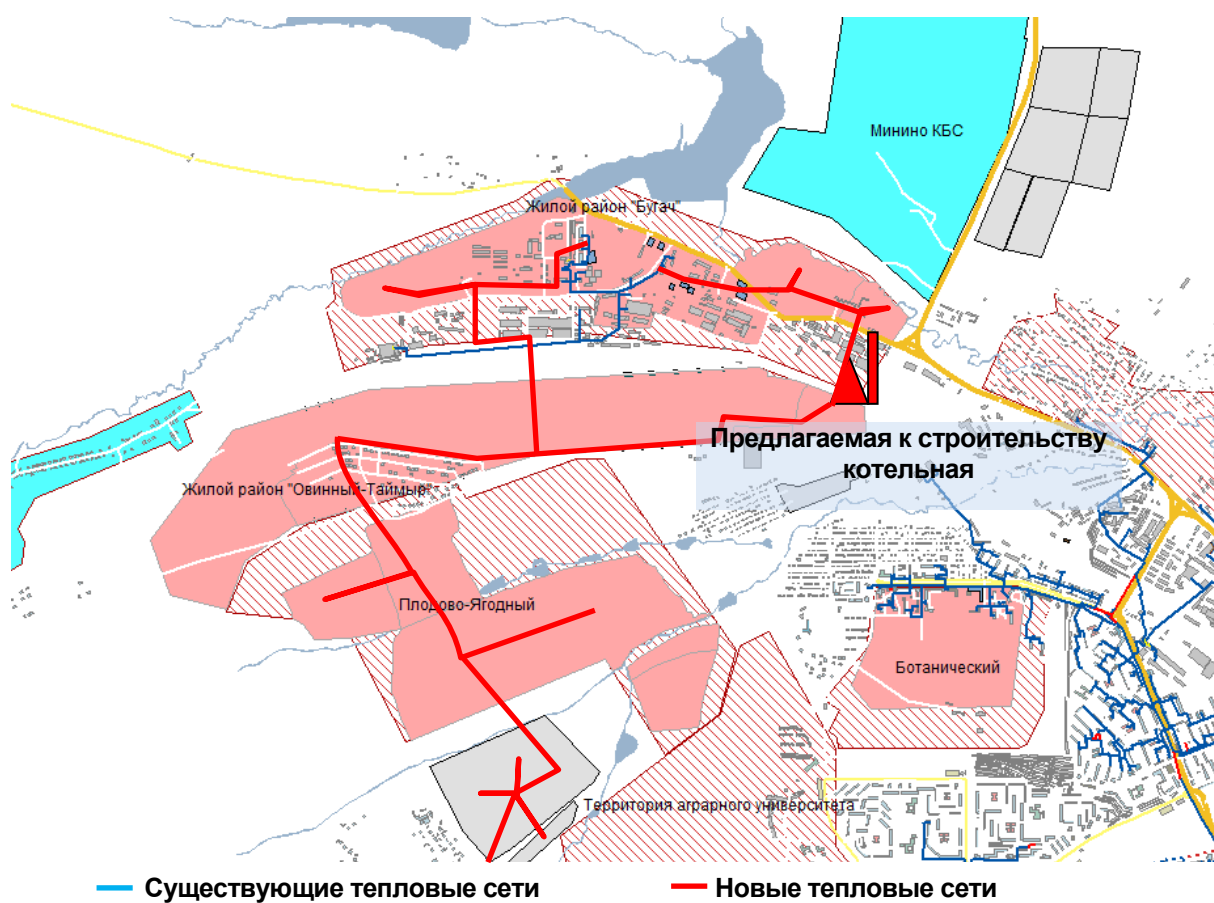 Минино КБС
Жилой район "Бугач"
Предлагаемая к строительству
котельная
Жилой район "Овинный-Таймыр"
Плодово-Ягодный
Ботанический
Территория аграрного университета
Существующие тепловые сети
Новые тепловые сети